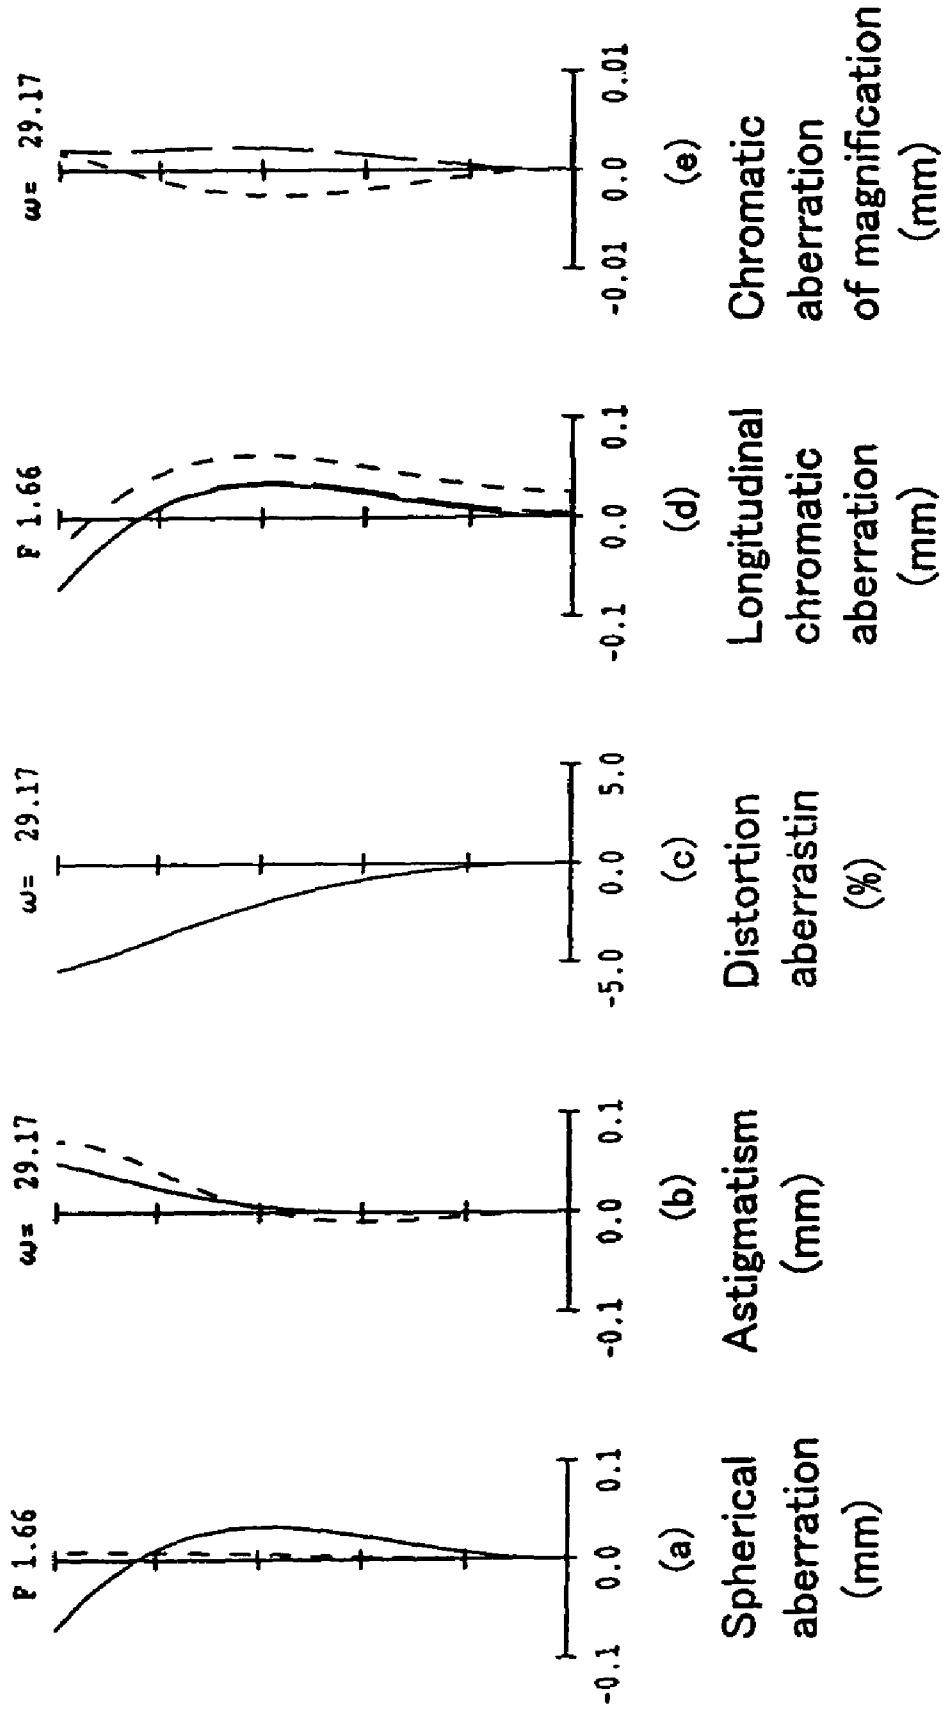 F 1.66
-0.1 0.0 0.1
(a)
Spherical
aberration
(mm)
ω= 29.17
-0.1 0.0 0.1
(b)
Astigmatism
(mm)
ω= 29.17
-5.0 0.0 5.0
(c)
Distortion
aberrastin
(%)
F 1.66
-0.1 0.0 0.1
(d)
Longitudinal
chromatic
aberration
(mm)
ω= 29.17
-0.01 0.0 0.01
(e)
Chromatic
aberration
of magnification
(mm)